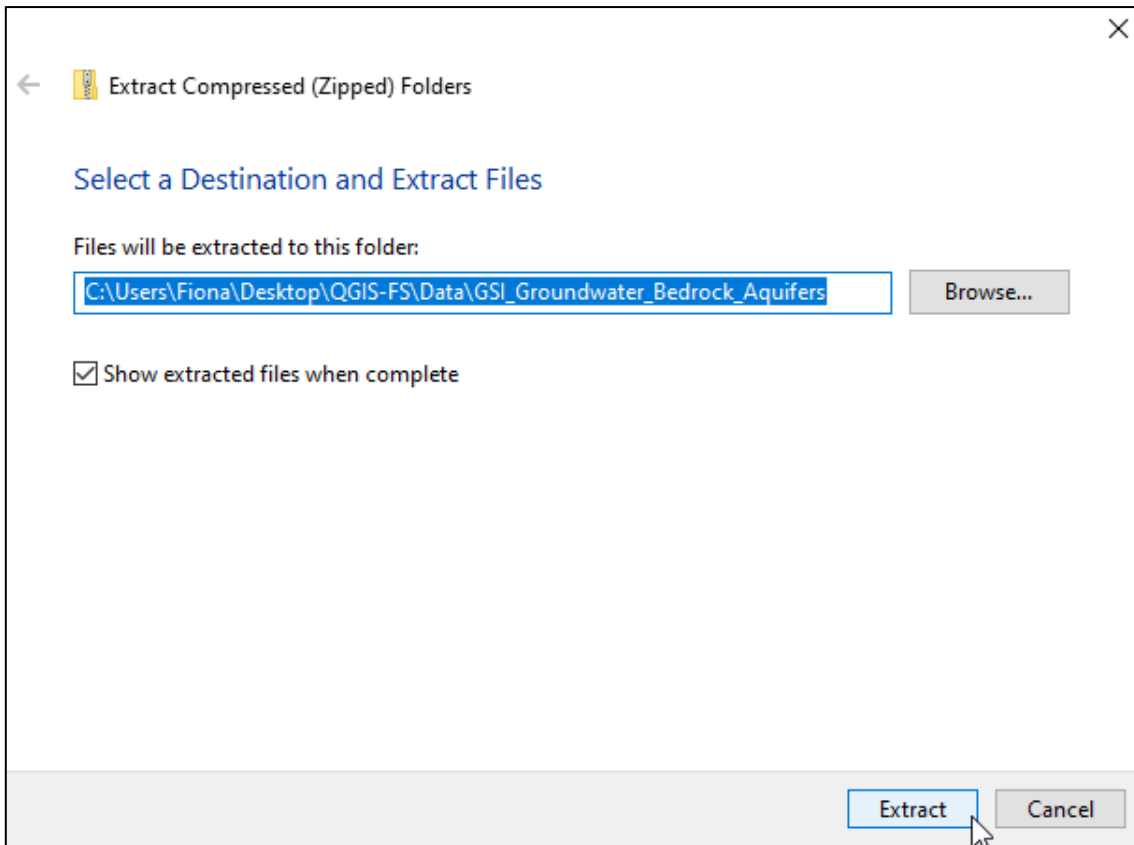 Extract Compressed (Zipped) Folders
Select a Destination and Extract Files
Files will be extracted to this folder:
C:\Users\Fiona\Desktop\QGIS-FS\Data\GSI_Groundwater_Bedrock_Aquifers
Browse...
Show extracted files when complete
Extract
Cancel